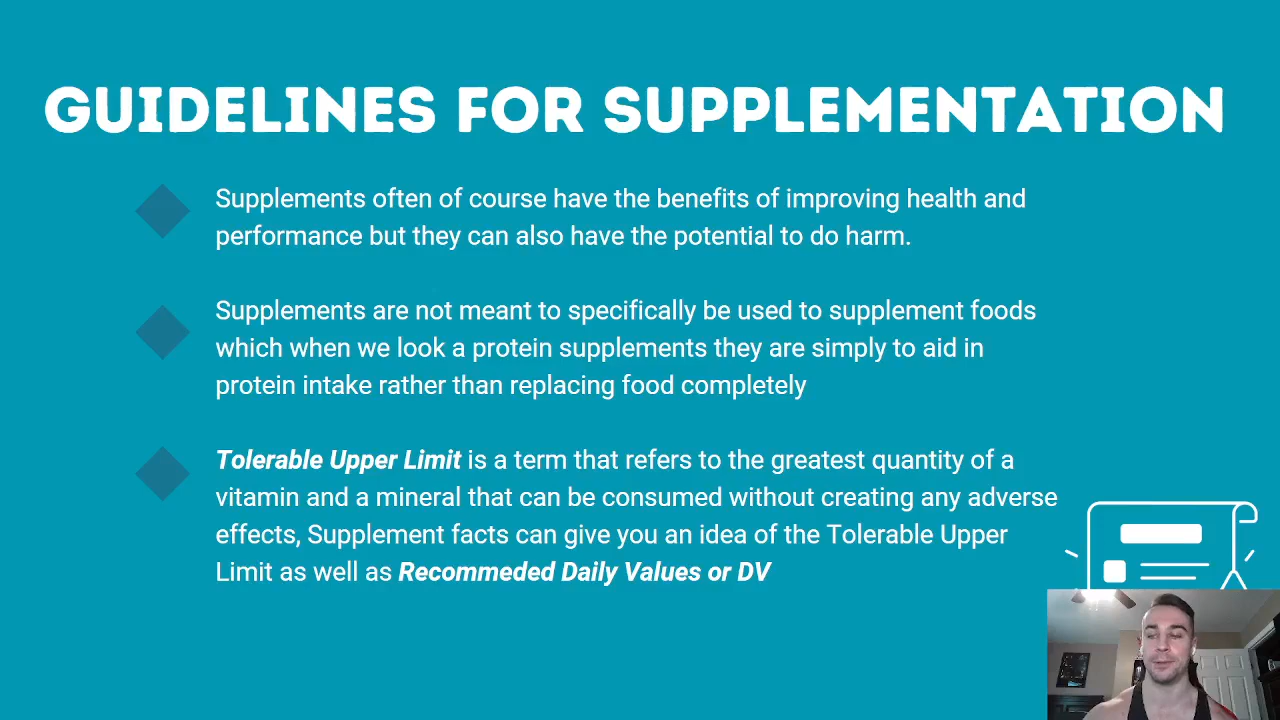 GUIDELINES FOR SUPPLEMENTATION
Supplements often of course have the benefits of improving health and
performance but they can also have the potential to do harm.
Supplements are not meant to specifically be used to supplement foods
which when we look a protein supplements they are simply to aid in
protein intake rather than replacing food completely
Tolerable Upper Limit is a term that refers to the greatest quantity of a
vitamin and a mineral that can be consumed without creating any adverse
effects, Supplement facts can give you an idea of the Tolerable Upper
Limit as well as Recommeded Daily Values or DV